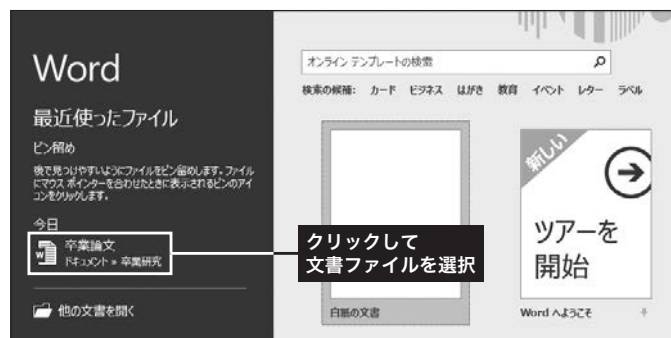 Word
最近使ったファイル
ピン留め
後で見つけやすいようにファイルをピン留めします。ファイル
にマウス ポインターを合わせたときに表示されるピンのアイ
コンをクリックします。
今日
卒業論文
ドキュメント » 卒業研究
他の文書を開く
オンライン テンプレートの検索
検索の候補: カード ビジネス はがき 教育 イベント レター ラベル
クリックして
文書ファイルを選択
白紙の文書
新しい
ツアーを
開始
Word へようこそ